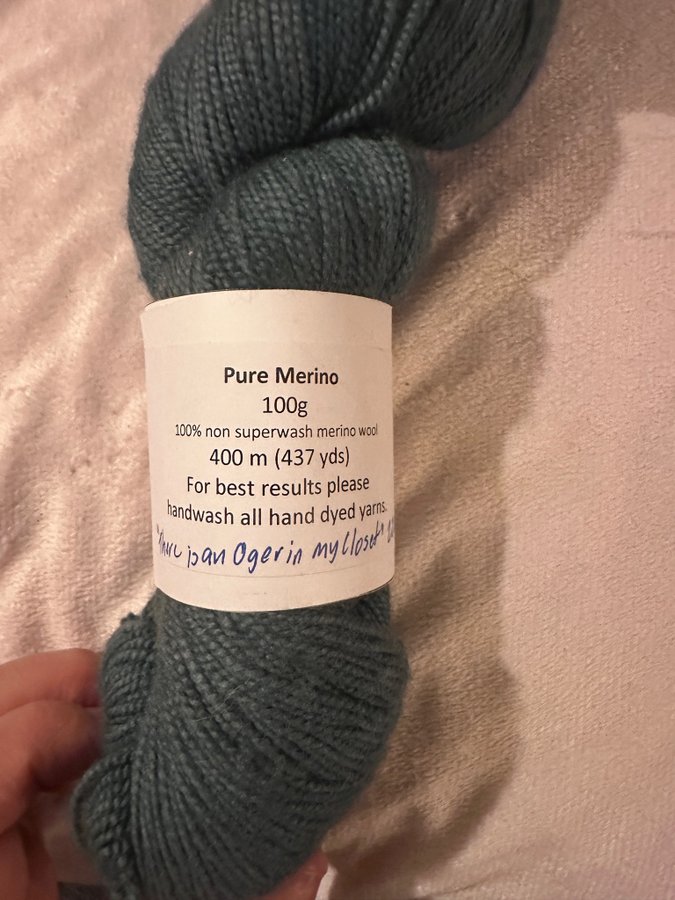 Pure Merino
100g
100% non superwash merino wool
400 m (437 yds)
For best results please
handwash all hand dyed yarns.
"There is an Oger in my Closet"